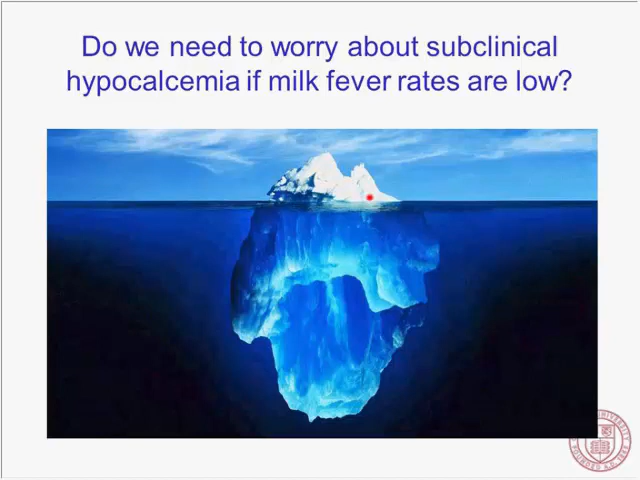 Do we need to worry about subclinical
hypocalcemia if milk fever rates are low?